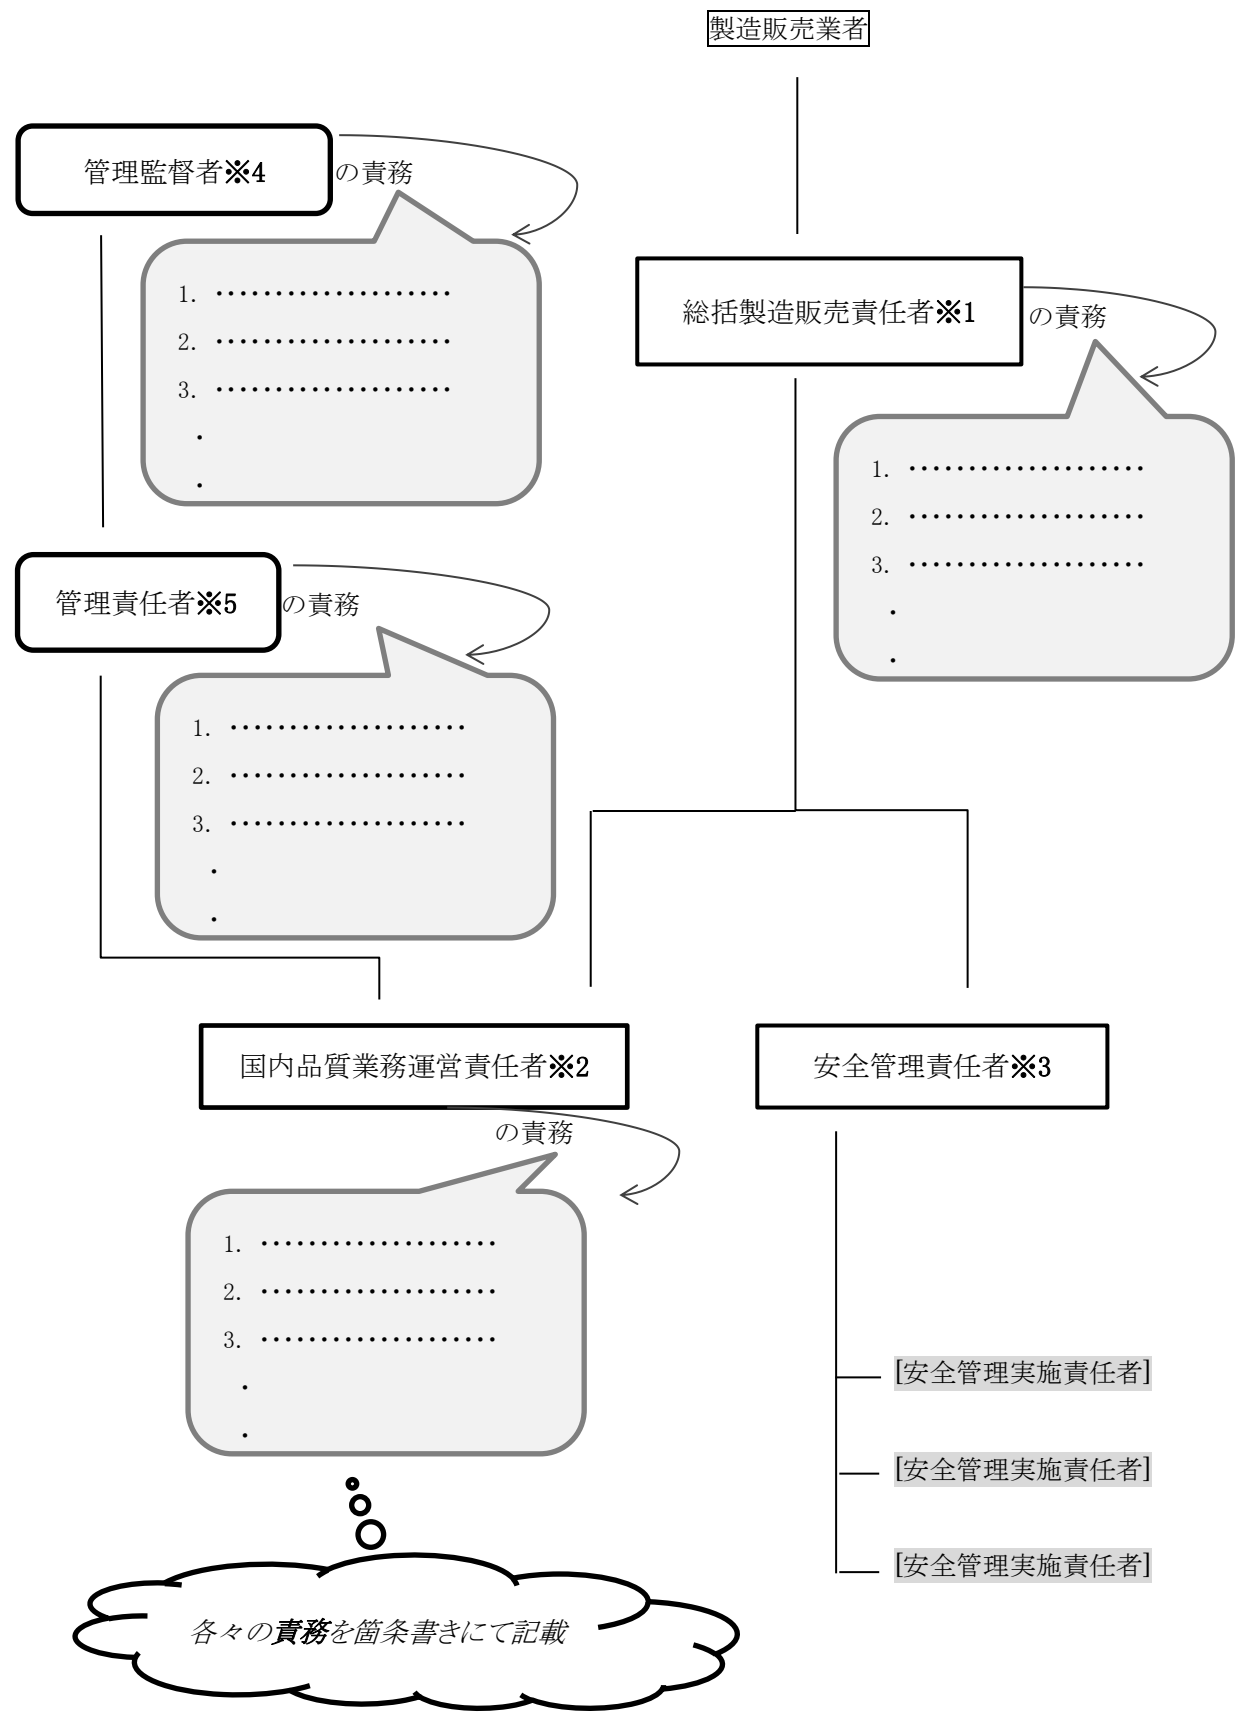 製造販売業者
管理監督者※4
の責務
1. ・・・・・・・・・・・・・・・・・・・・
2. ・・・・・・・・・・・・・・・・・・・・
3. ・・・・・・・・・・・・・・・・・・・・
・
・
総括製造販売責任者※1
の責務
1. ・・・・・・・・・・・・・・・・・・・・
2. ・・・・・・・・・・・・・・・・・・・・
3. ・・・・・・・・・・・・・・・・・・・・
・
・
管理責任者※5
の責務
1. ・・・・・・・・・・・・・・・・・・・・
2. ・・・・・・・・・・・・・・・・・・・・
3. ・・・・・・・・・・・・・・・・・・・・
・
・
国内品質業務運営責任者※2
の責務
1. ・・・・・・・・・・・・・・・・・・・・
2. ・・・・・・・・・・・・・・・・・・・・
3. ・・・・・・・・・・・・・・・・・・・・
・
・
安全管理責任者※3
[安全管理実施責任者]
[安全管理実施責任者]
[安全管理実施責任者]
各々の責務を箇条書きにて記載